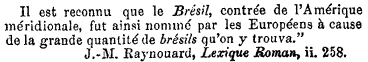 Il est reconnu que le Brésil, contrée de l'Amérique
méridionale, fut ainsi nommé par les Européens à cause
de la grande quantité de brésils qu'on y trouva."
J.-M. Raynouard, Lexique Roman, ii. 258.